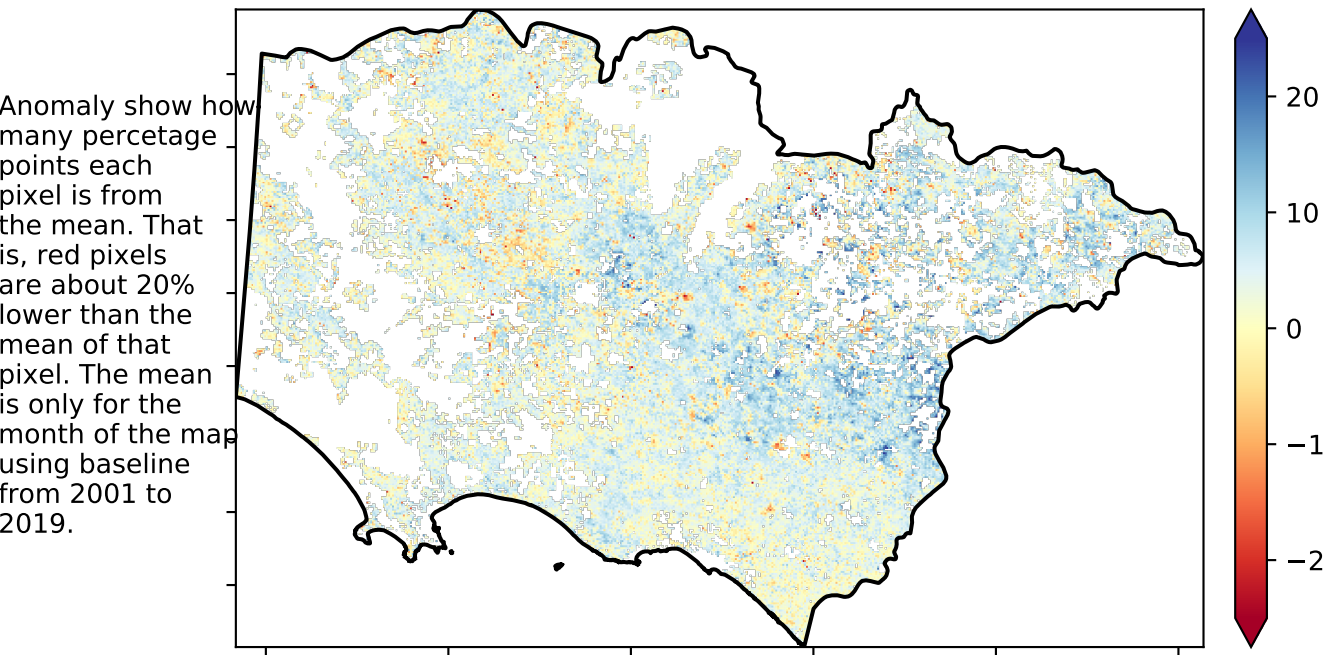 Anomaly show how
many percetage
points each
pixel is from
the mean. That
is, red pixels
are about 20%
lower than the
mean of that
pixel. The mean
is only for the
month of the map
using baseline
from 2001 to
2019.
20
10
0
−1
−2